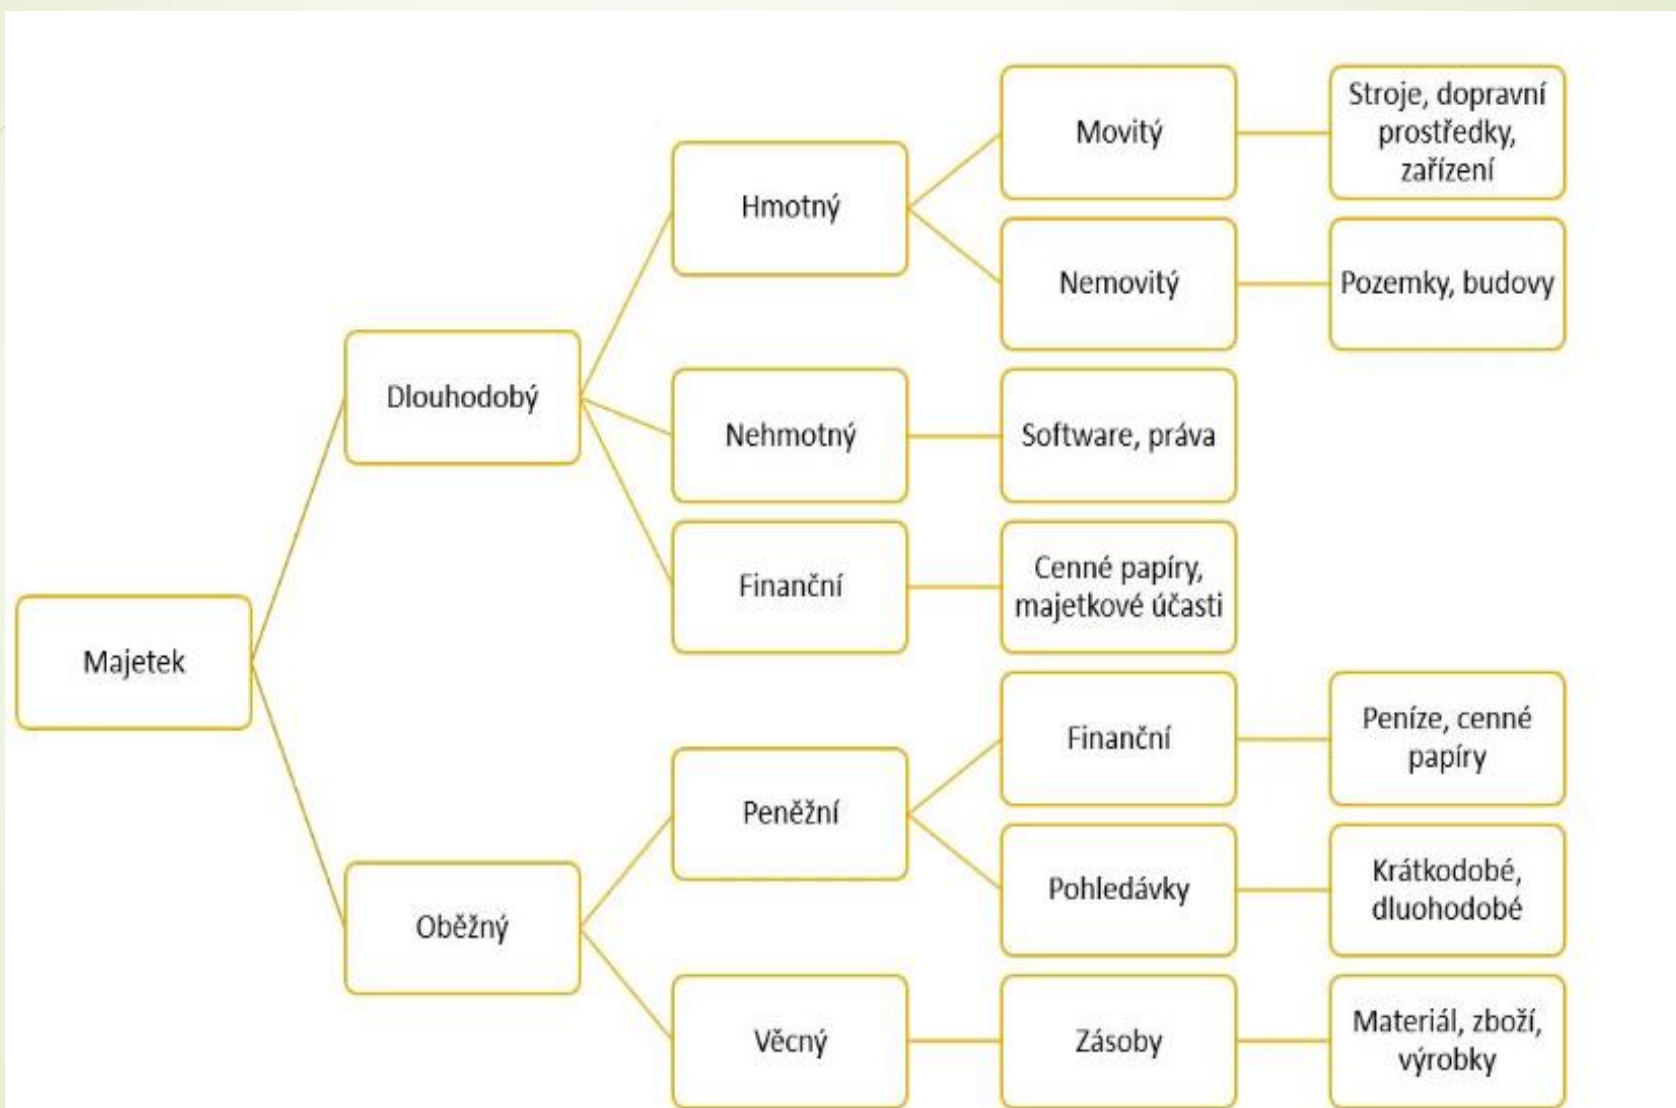 Majetek
Dlouhodobý
Hmotný
Movitý
Stroje, dopravní
prostředky,
zařízení
Nemovitý
Pozemky, budovy
Nehmotný
Software, práva
Finanční
Cenné papíry,
majetkové účasti
Oběžný
Peněžní
Finanční
Peníze, cenné
papíry
Pohledávky
Krátkodobé,
dluohodobé
Věcný
Zásoby
Materiál, zboží,
výrobky